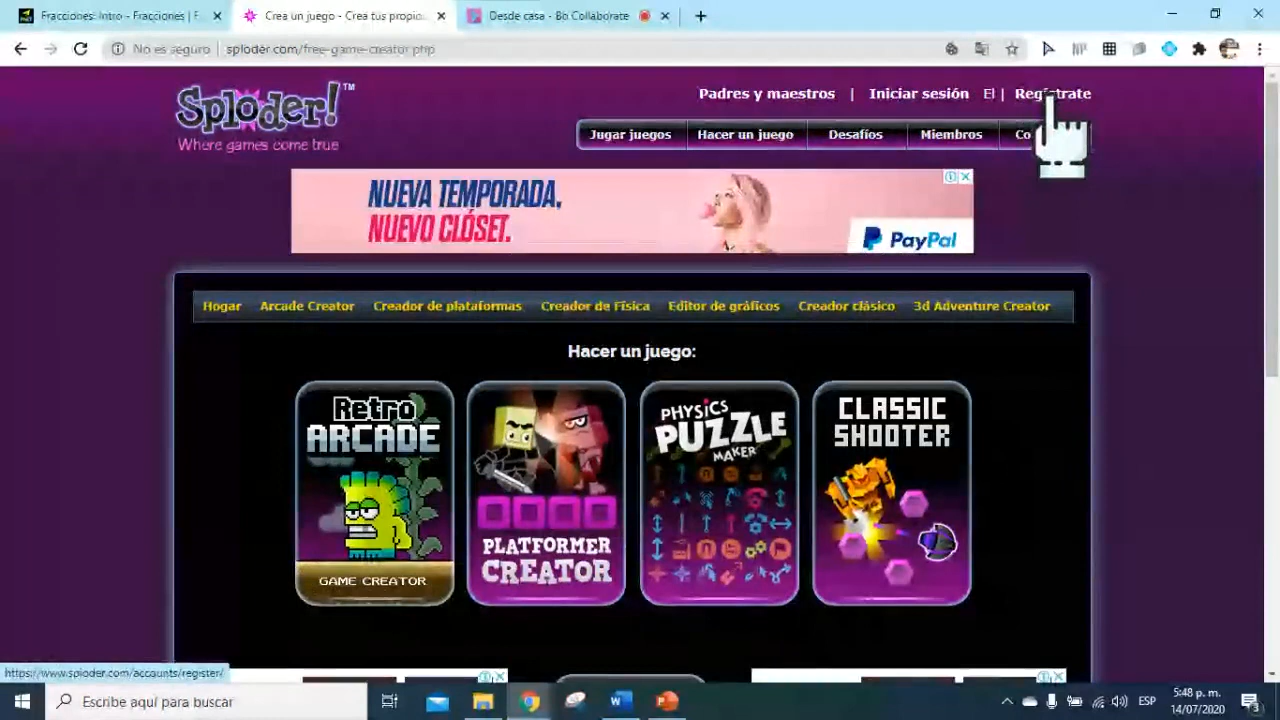 Fracciones: Intro - Fracciones | F
Crea un juego - Crea tus propio
Desde casa - Bb Collaborate
No es seguro
sploder.com/free-game-creator.php
Sploder! TM
Where games come true
Padres y maestros | Iniciar sesión El | Regístrate
Jugar juegos
Hacer un juego
Desafíos
Miembros
Co
NUEVA TEMPORADA,
NUEVO CLÓSET.
PayPal
Hogar
Arcade Creator
Creador de plataformas
Creador de Física
Editor de gráficos
Creador clásico
3d Adventure Creator
Hacer un juego:
Retro
ARCADE
GAME CREATOR
PLATFORMER
CREATOR
PHYSICS
PUZZLE
MAKER
CLASSIC
SHOOTER
https://www.sploder.com/accounts/register/
Escribe aquí para buscar
ESP
5:48 p. m.
14/07/2020